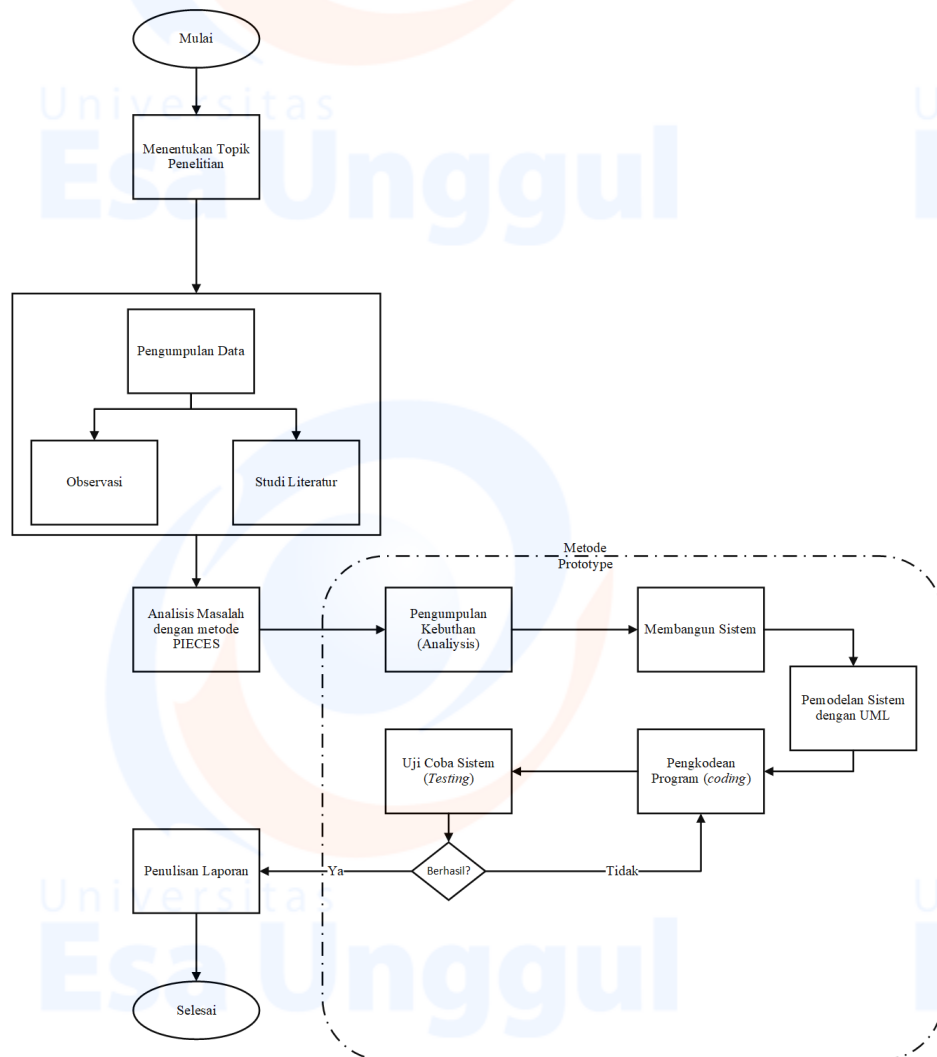 Mulai
Universitas
Esa Unggul
Menentukan Topik
Penelitian
Pengumpulan Data
Observasi
Studi Literatur
Metode
Prototype
Analisis Masalah
dengan metode
PIECES
Pengumpulan
Kebuthan
(Analiysis)
Membangun Sistem
Pemodelan Sistem
dengan UML
Pengkodean
Program (coding)
Uji Coba Sistem
(Testing)
Berhasil?
Ya
Tidak
Penulisan Laporan
Universitas
Esa Unggul
Selesai